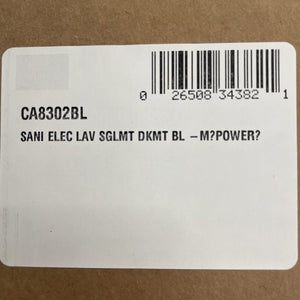 0 26508 34382 1
CA8302BL
SANI ELEC LAV SGLMT DKMT BL –M?POWER?